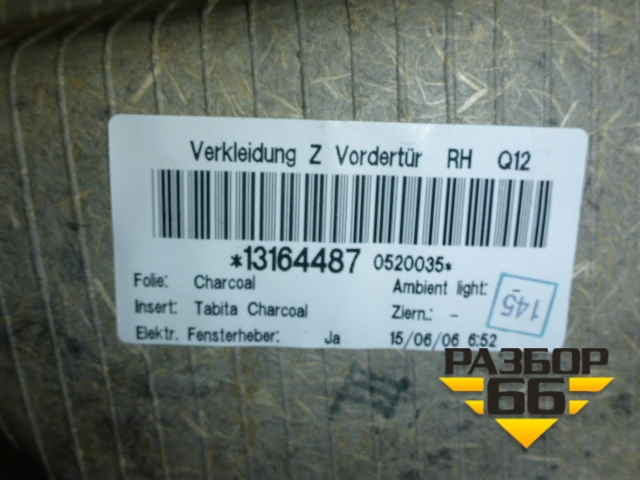 Verkleidung Z Vordertür RH Q12
*13164487 0520035*
Folie: Charcoal Ambient light: -
Insert: Tabita Charcoal Ziern.: -
Elektr. Fensterheber: Ja 15/06/06 6:52
145
РАЗБОР
66